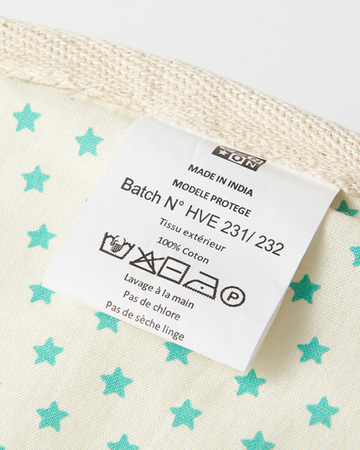 ON
MADE IN INDIA
MODELE PROTEGE
Batch N° HVE 231/ 232
Tissu extérieur
100% Coton
P
Lavage à la main
Pas de chlore
Pas de sèche linge